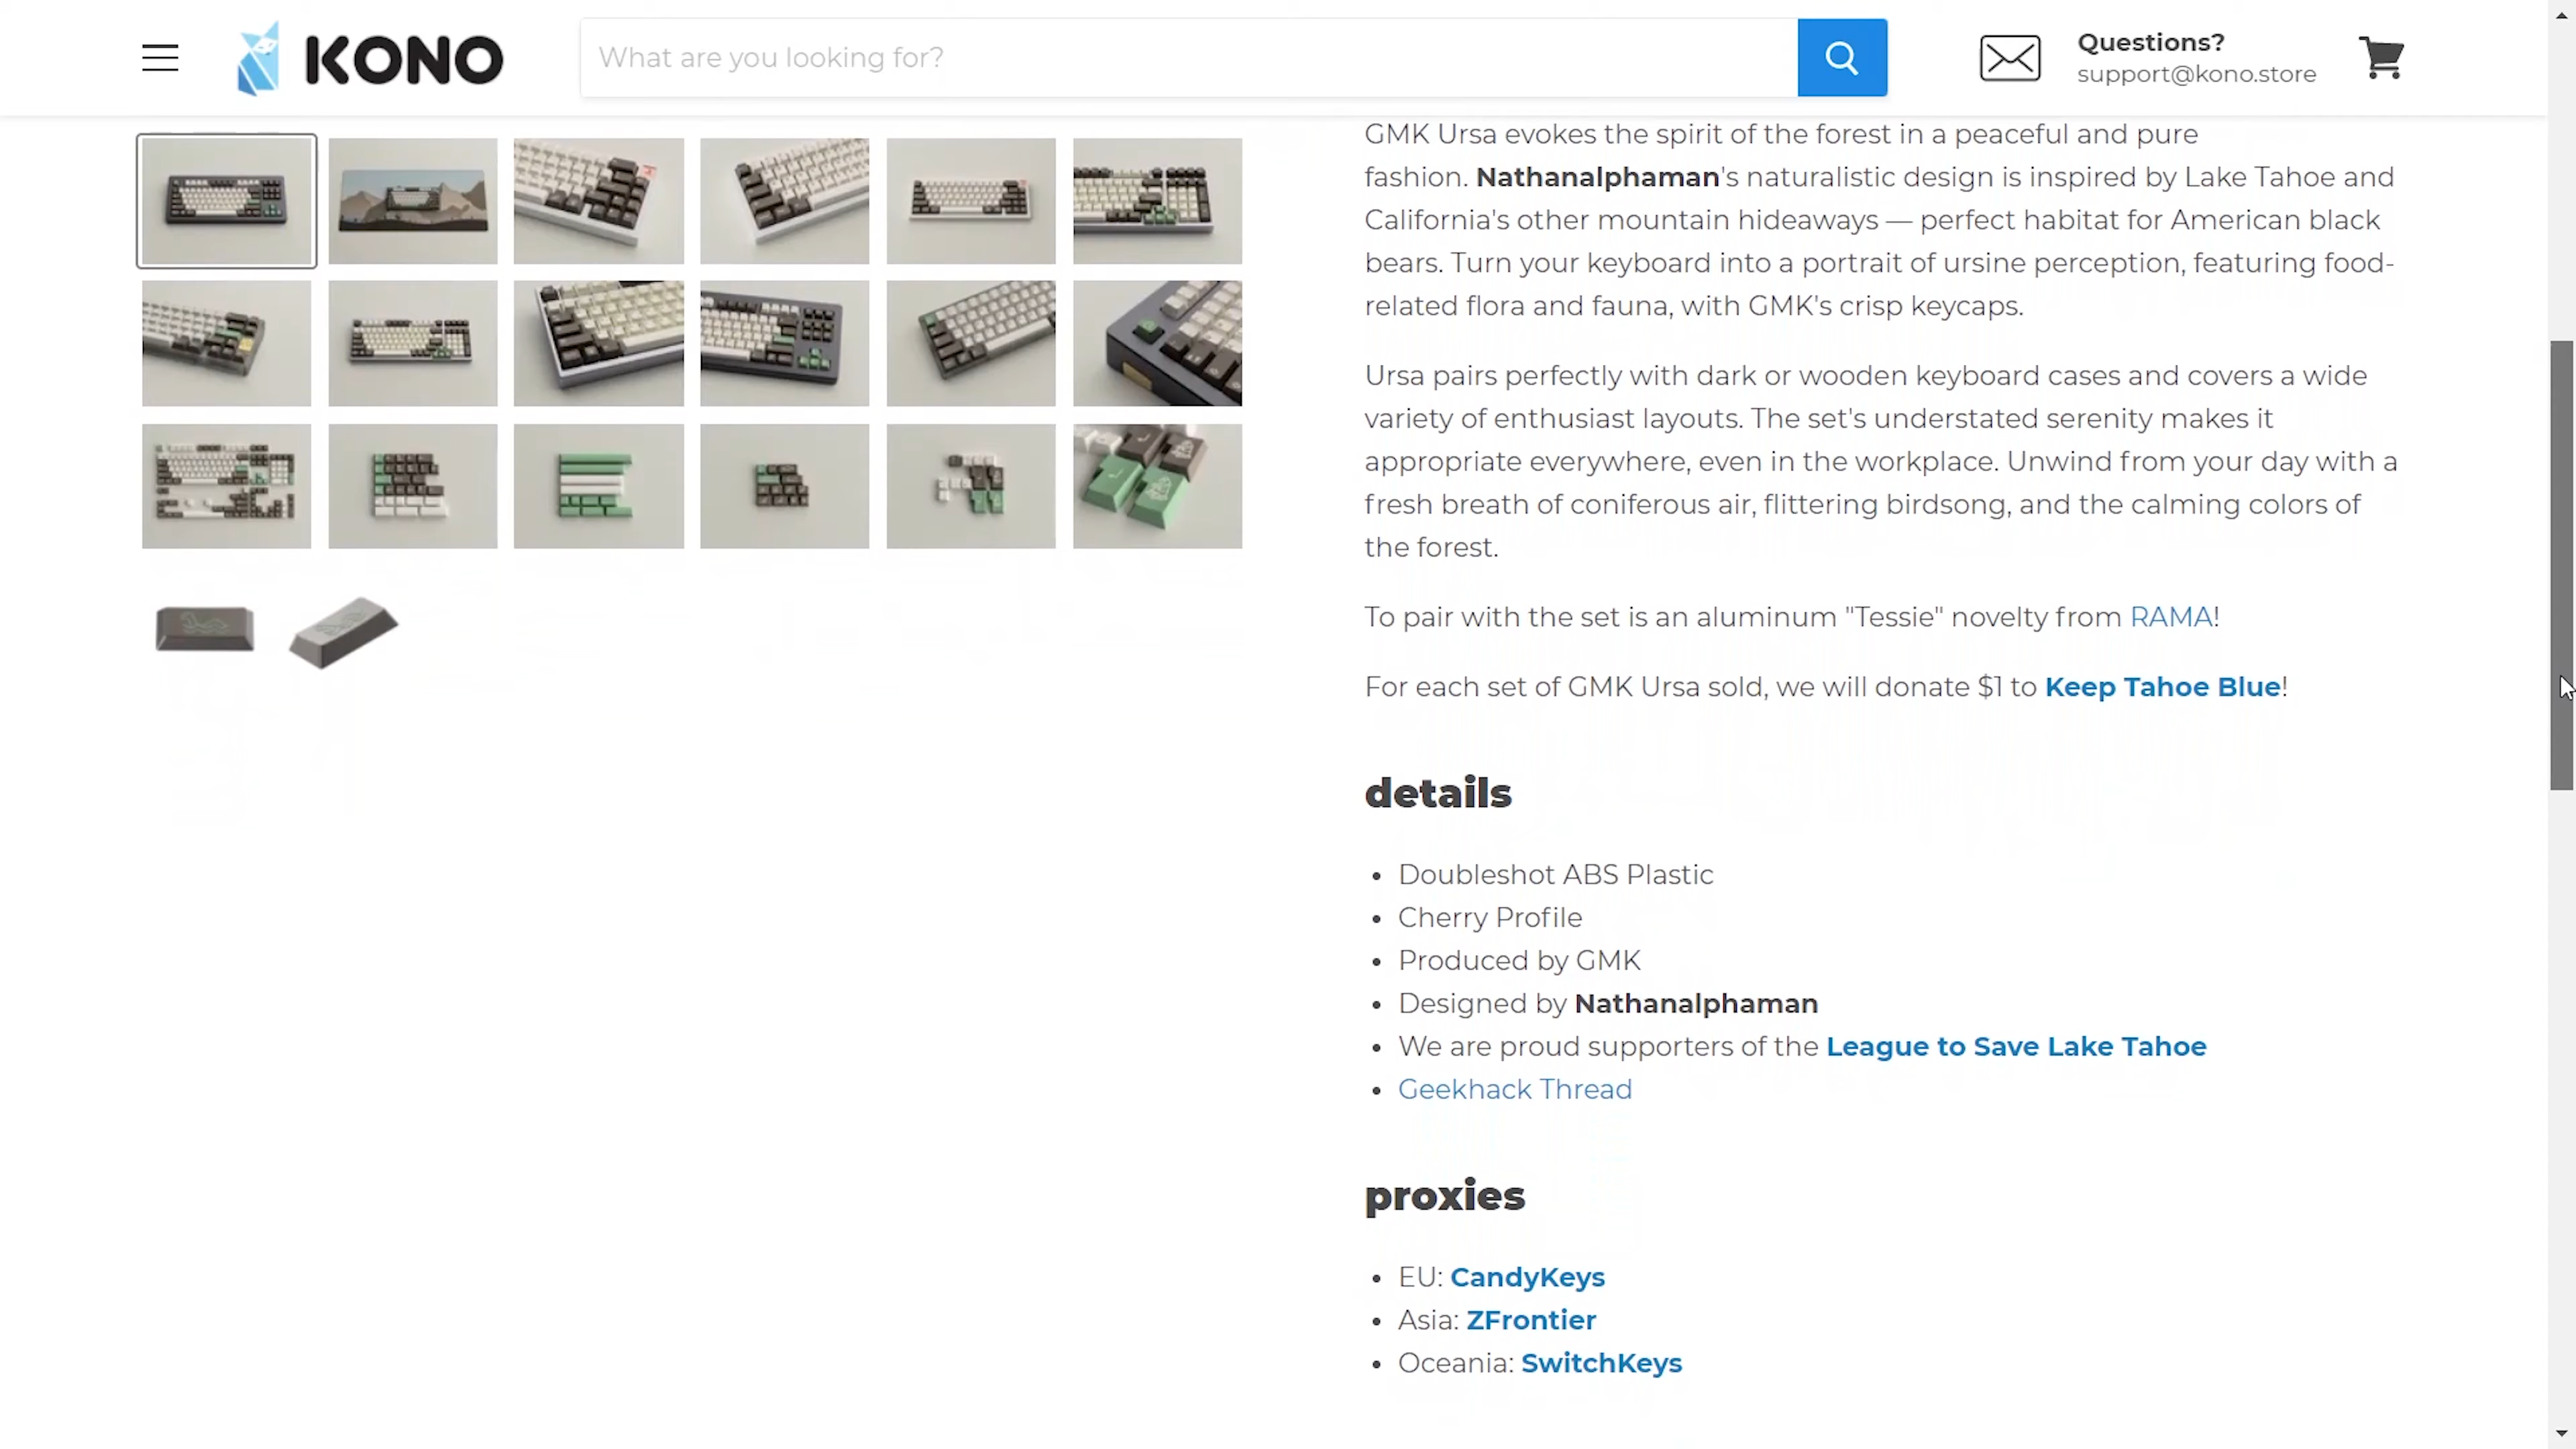 KONO
What are you looking for?
Questions?
support@kono.store
GMK Ursa evokes the spirit of the forest in a peaceful and pure
fashion. Nathanalphaman's naturalistic design is inspired by Lake Tahoe and
California's other mountain hideaways — perfect habitat for American black
bears. Turn your keyboard into a portrait of ursine perception, featuring food-
related flora and fauna, with GMK's crisp keycaps.
Ursa pairs perfectly with dark or wooden keyboard cases and covers a wide
variety of enthusiast layouts. The set's understated serenity makes it
appropriate everywhere, even in the workplace. Unwind from your day with a
fresh breath of coniferous air, flittering birdsong, and the calming colors of
the forest.
To pair with the set is an aluminum "Tessie" novelty from RAMA!
For each set of GMK Ursa sold, we will donate $1 to Keep Tahoe Blue!
details
• Doubleshot ABS Plastic
• Cherry Profile
• Produced by GMK
• Designed by Nathanalphaman
• We are proud supporters of the League to Save Lake Tahoe
• Geekhack Thread
proxies
• EU: CandyKeys
• Asia: ZFrontier
• Oceania: SwitchKeys